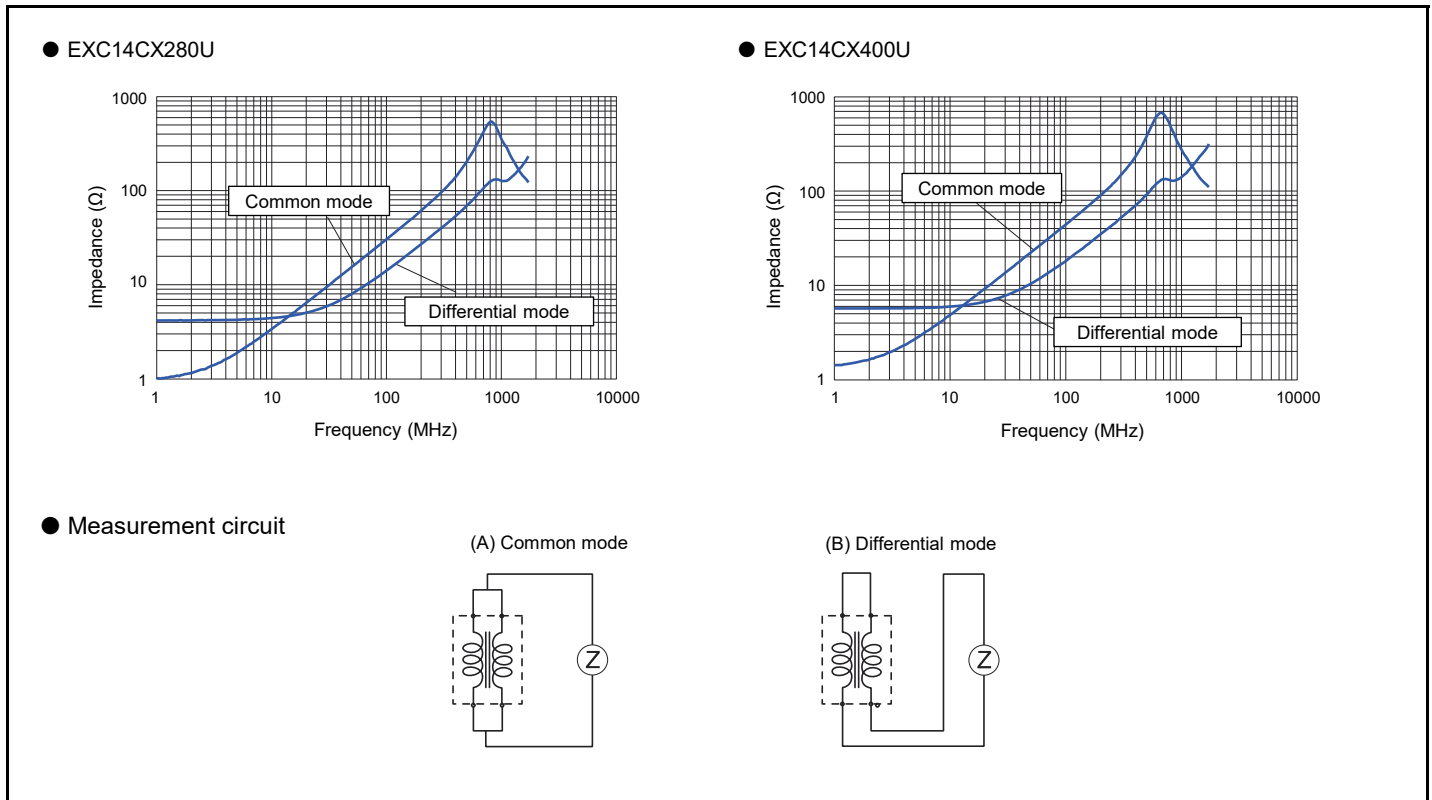 ● EXC14CX280U
1000
100
10
1
Impedance (Ω)
Common mode
Differential mode
1 10 100 1000 10000
Frequency (MHz)
● EXC14CX400U
1000
100
10
1
Impedance (Ω)
Common mode
Differential mode
1 10 100 1000 10000
Frequency (MHz)
● Measurement circuit
(A) Common mode
Z
(B) Differential mode
Z